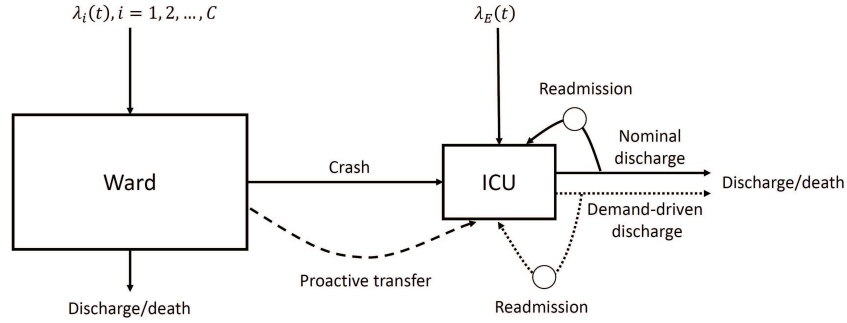 λ_i(t), i = 1, 2, ..., C
λ_E(t)
Readmission
Nominal
discharge
Crash
Ward
ICU
Discharge/death
Demand-driven
discharge
Proactive transfer
Readmission
Discharge/death